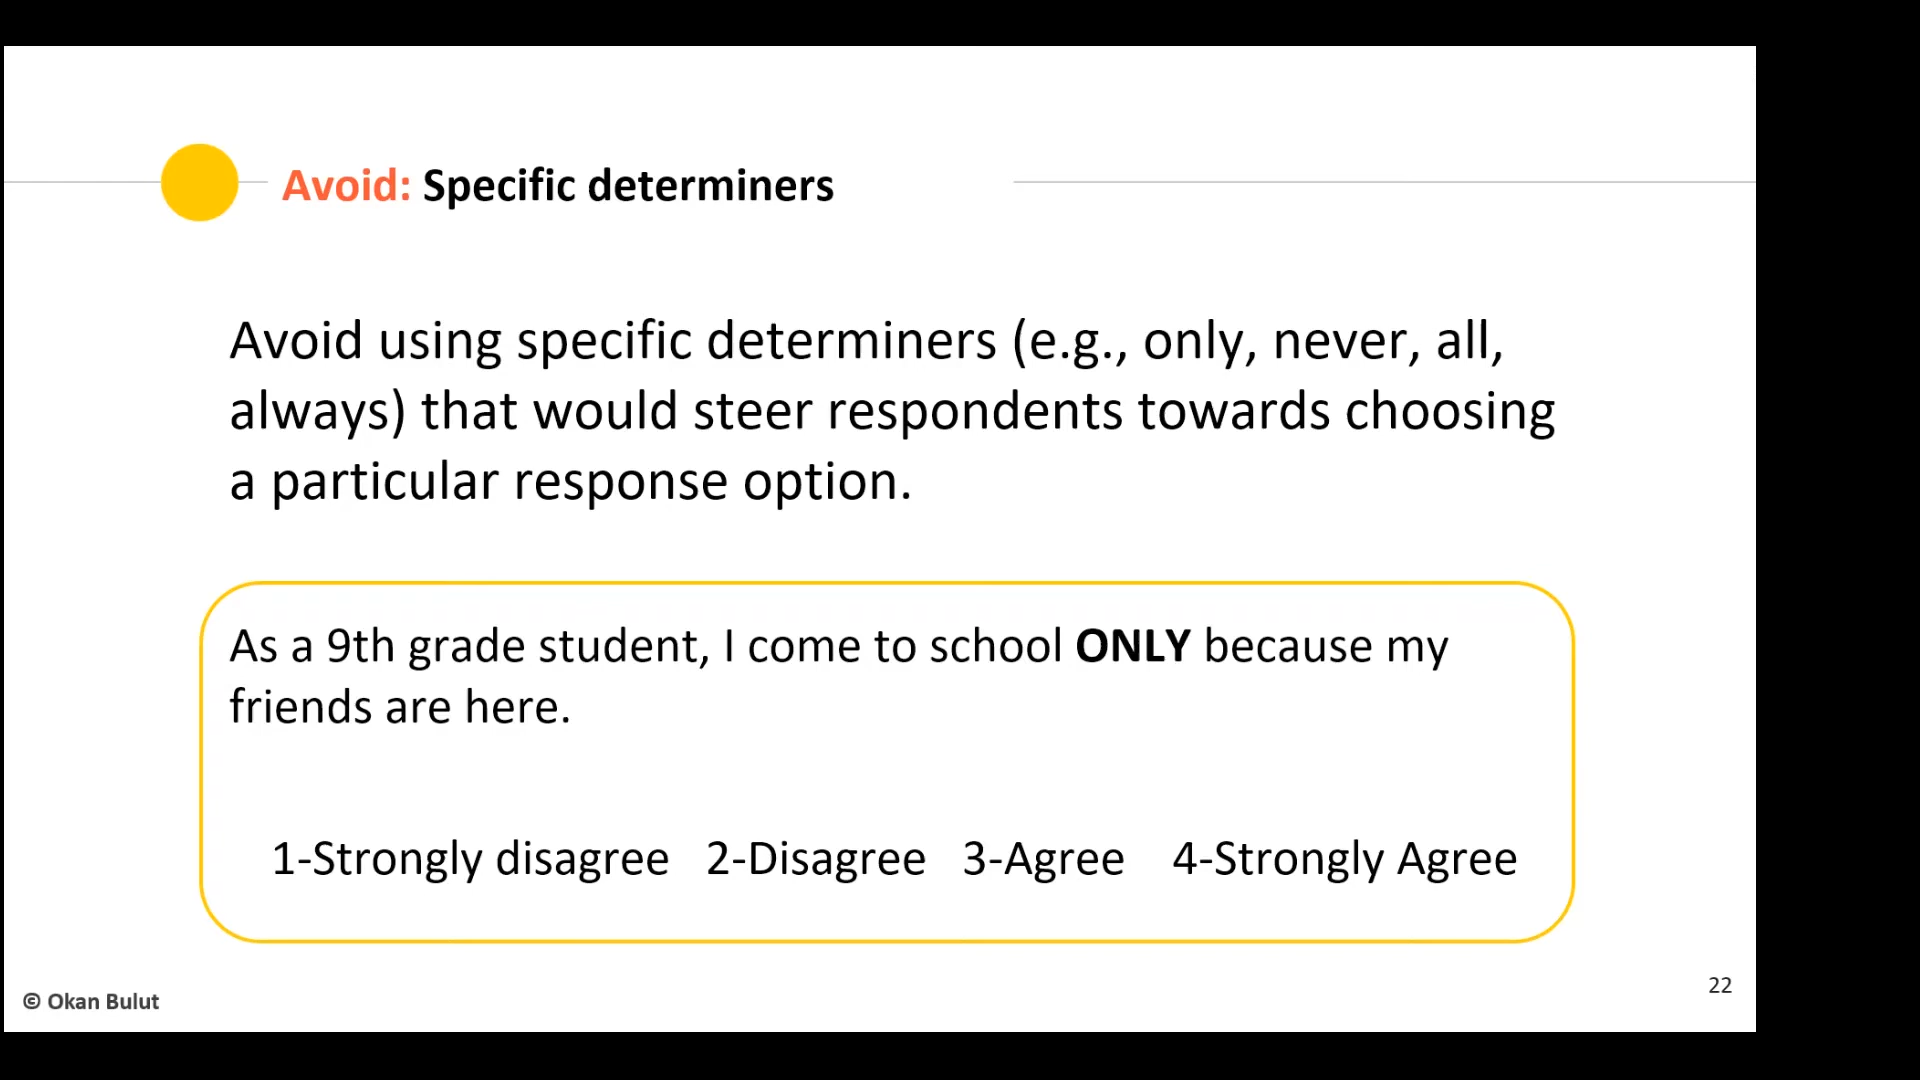 Avoid: Specific determiners
Avoid using specific determiners (e.g., only, never, all,
always) that would steer respondents towards choosing
a particular response option.
As a 9th grade student, I come to school ONLY because my
friends are here.
1-Strongly disagree 2-Disagree 3-Agree 4-Strongly Agree
22
© Okan Bulut